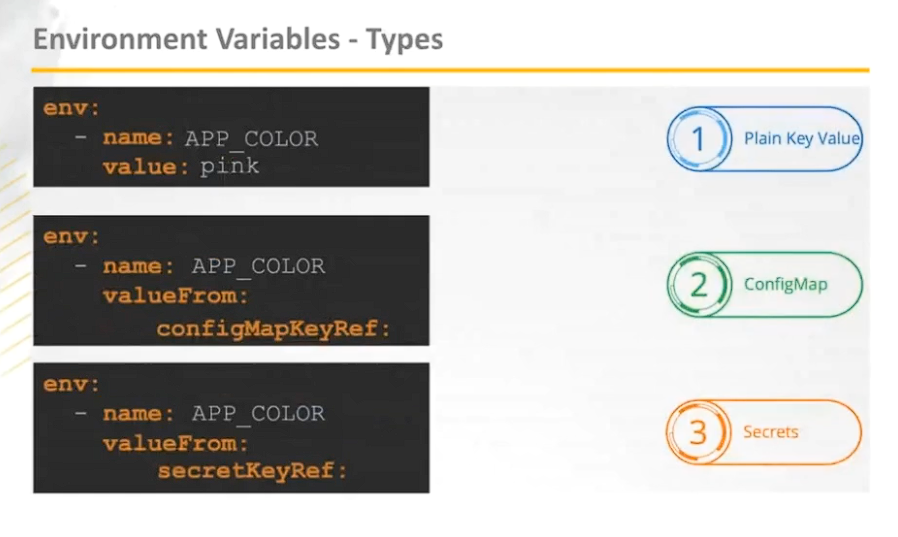 Environment Variables - Types
env:
- name: APP_COLOR
value: pink
1 Plain Key Value
env:
- name: APP_COLOR
valueFrom:
configMapKeyRef:
2 ConfigMap
env:
- name: APP_COLOR
valueFrom:
secretKeyRef:
3 Secrets